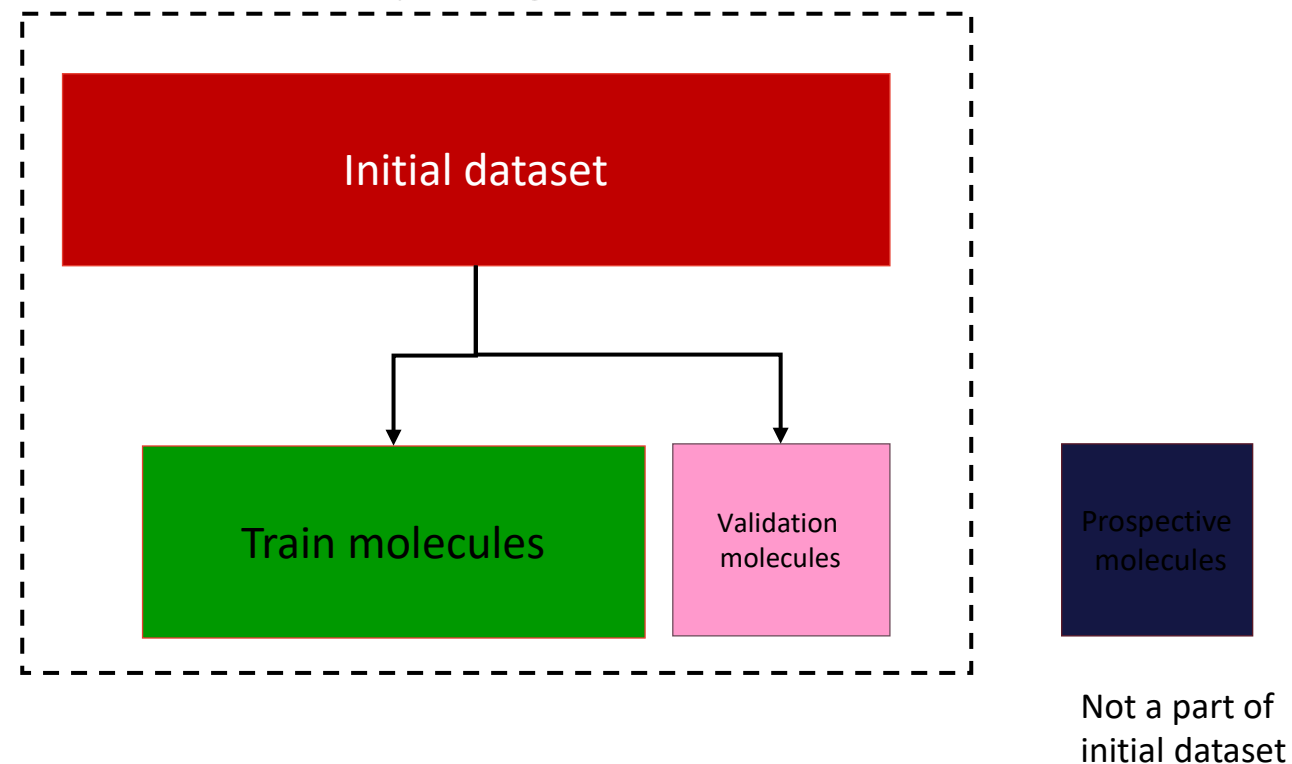 Initial dataset
Train molecules
Validation
molecules
Prospective
molecules
Not a part of
initial dataset